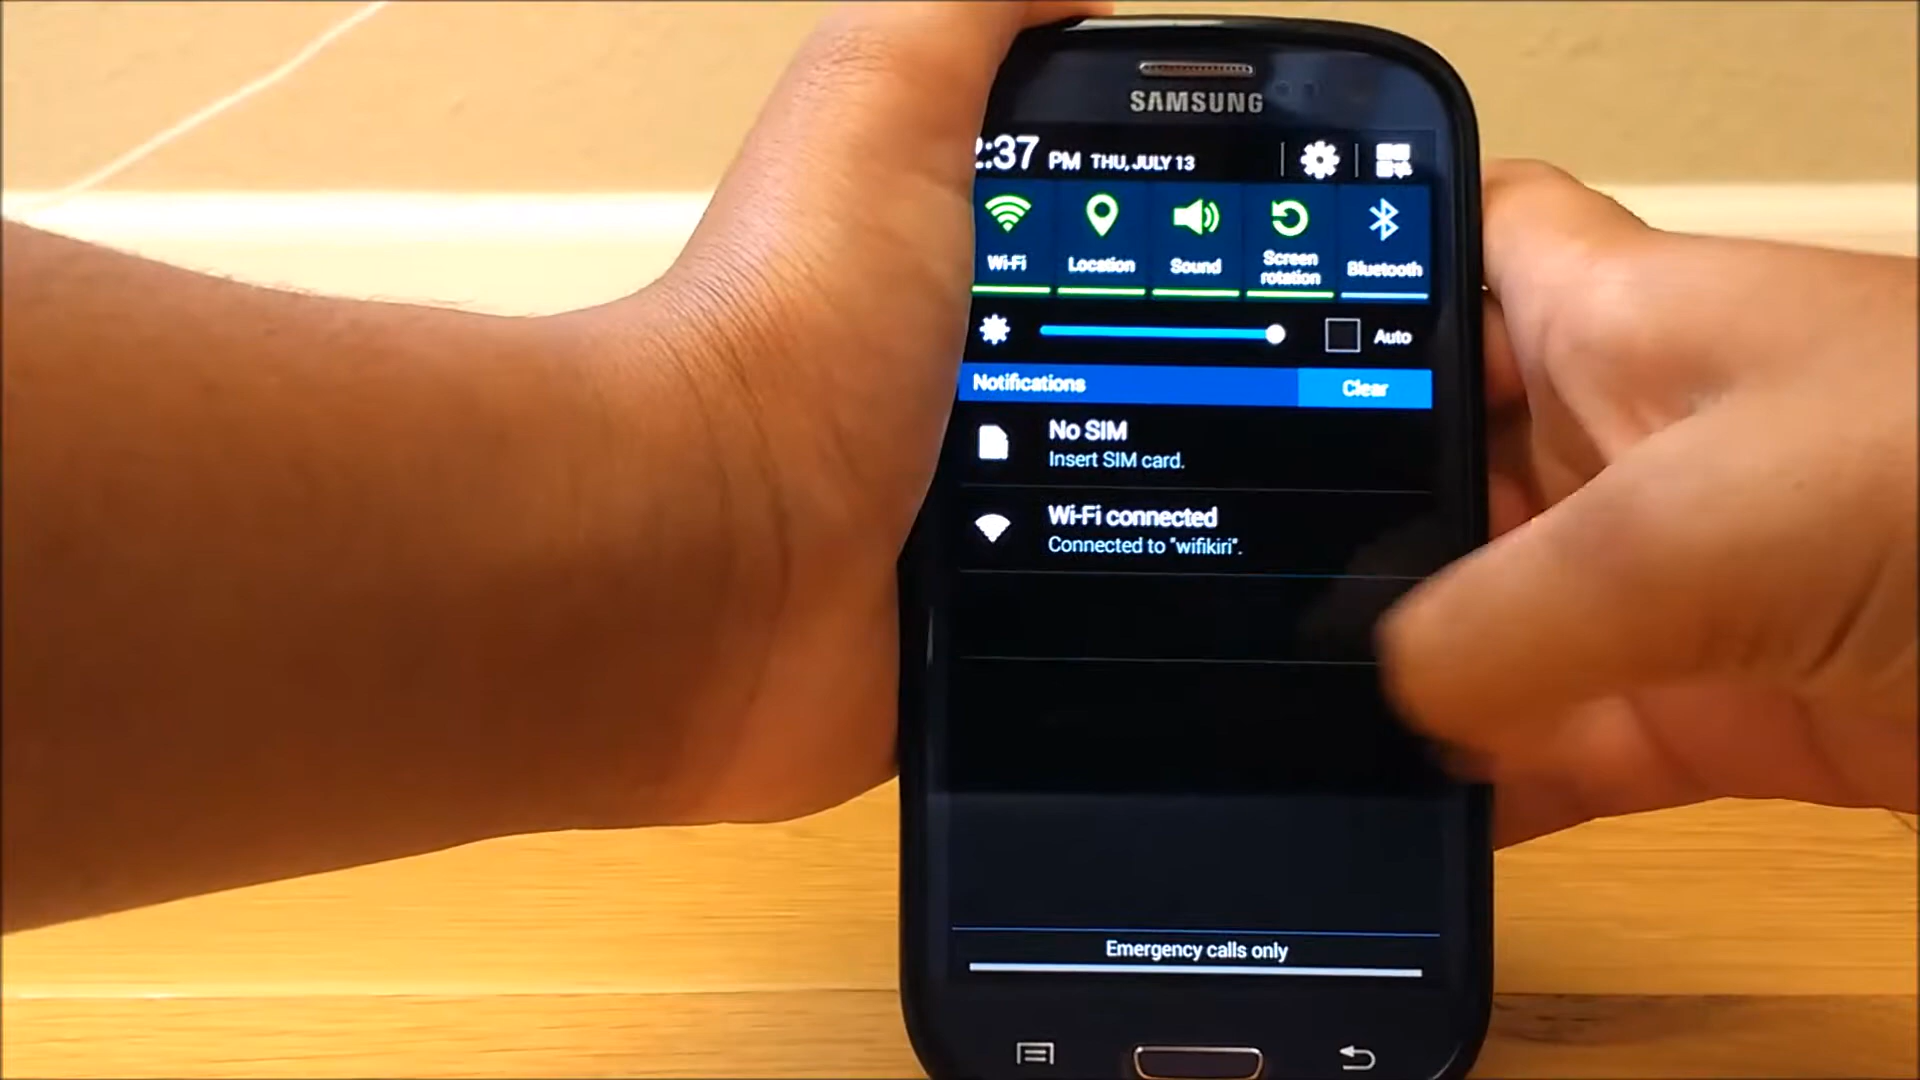 SAMSUNG
2:37 PM THU, JULY 13
Wi-Fi
Location
Sound
Screen
rotation
Bluetooth
Auto
Notifications
Clear
No SIM
Insert SIM card.
Wi-Fi connected
Connected to "wifikiri".
Emergency calls only